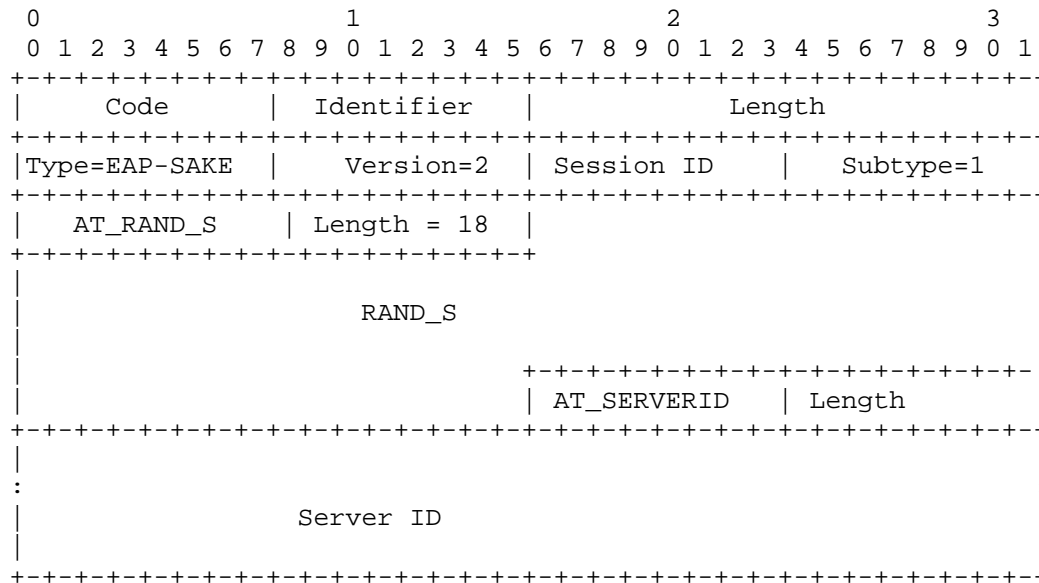 0                   1                   2                   3
 0 1 2 3 4 5 6 7 8 9 0 1 2 3 4 5 6 7 8 9 0 1 2 3 4 5 6 7 8 9 0 1
+-+-+-+-+-+-+-+-+-+-+-+-+-+-+-+-+-+-+-+-+-+-+-+-+-+-+-+-+-+-+-+--
|     Code      |  Identifier   |            Length
+-+-+-+-+-+-+-+-+-+-+-+-+-+-+-+-+-+-+-+-+-+-+-+-+-+-+-+-+-+-+-+--
|Type=EAP-SAKE  |    Version=2  | Session ID    |   Subtype=1
+-+-+-+-+-+-+-+-+-+-+-+-+-+-+-+-+-+-+-+-+-+-+-+-+-+-+-+-+-+-+-+--
|   AT_RAND_S    | Length = 18  |
+-+-+-+-+-+-+-+-+-+-+-+-+-+-+-+-+
|
|                     RAND_S
|
|                               +-+-+-+-+-+-+-+-+-+-+-+-+-+-+-+-
|                               | AT_SERVERID   | Length
+-+-+-+-+-+-+-+-+-+-+-+-+-+-+-+-+-+-+-+-+-+-+-+-+-+-+-+-+-+-+-+--
|
:
|                 Server ID
|
+-+-+-+-+-+-+-+-+-+-+-+-+-+-+-+-+-+-+-+-+-+-+-+-+-+-+-+-+-+-+-+--